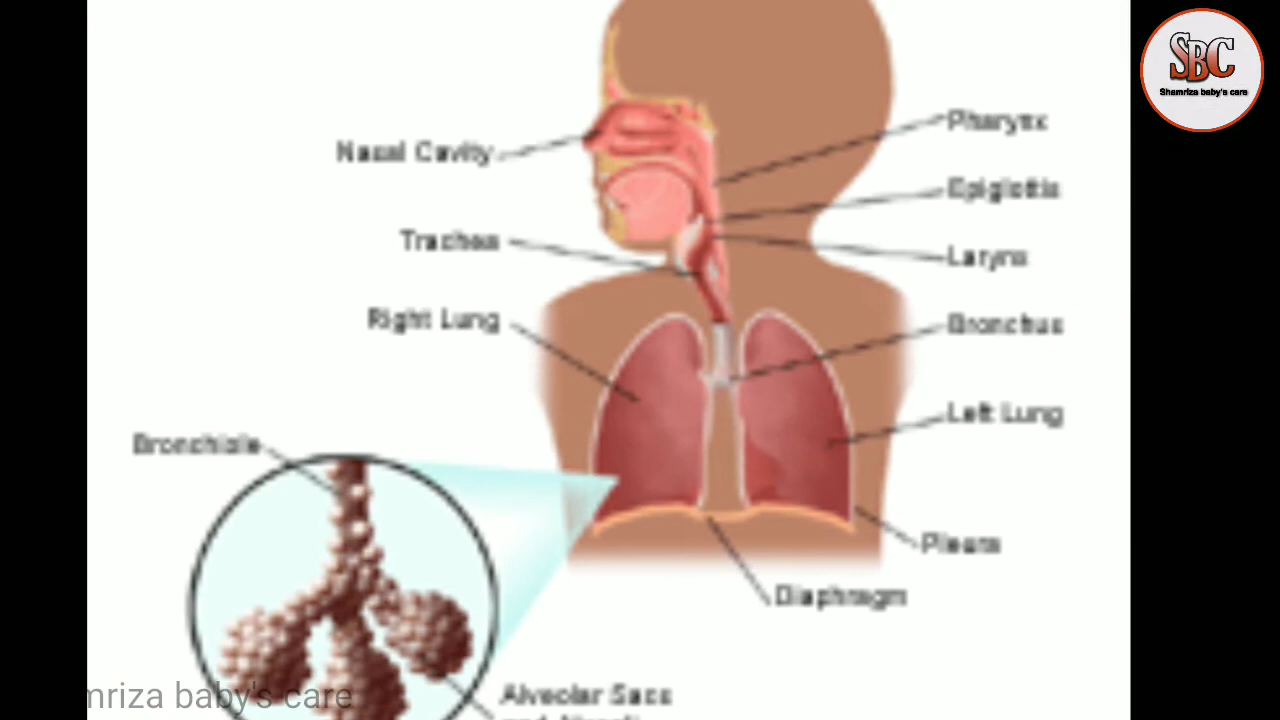 SBC
Shamriza baby's care
Pharynx
Nasal Cavity
Epiglottis
Trachea
Larynx
Right Lung
Bronchus
Left Lung
Bronchiole
Pleura
Diaphragm
Alveolar Sacs
mriza baby's care